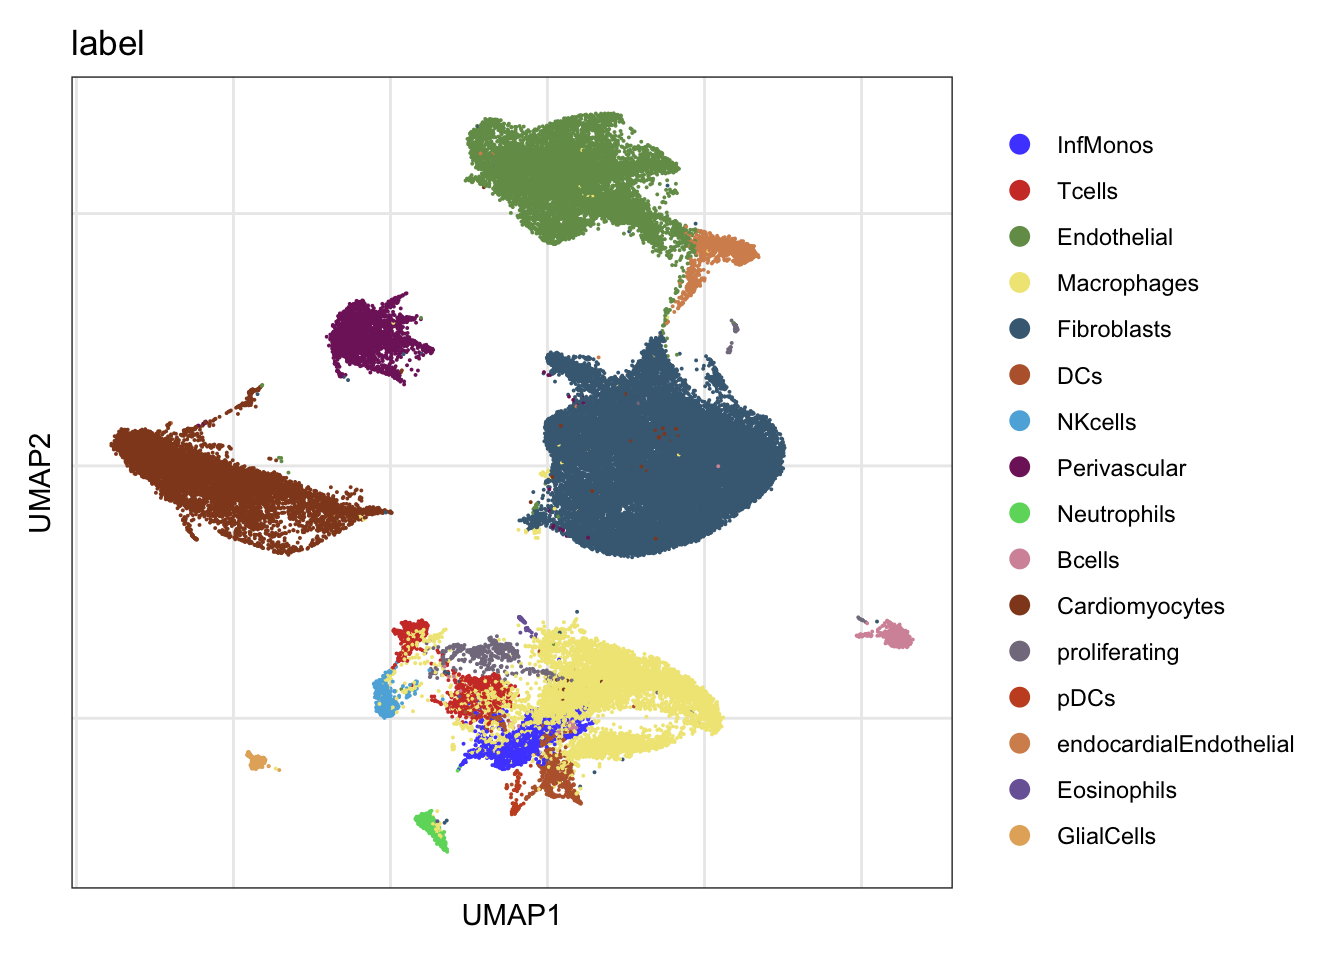 label
UMAP2
UMAP1
InfMonos
Tcells
Endothelial
Macrophages
Fibroblasts
DCs
NKcells
Perivascular
Neutrophils
Bcells
Cardiomyocytes
proliferating
pDCs
endocardialEndothelial
Eosinophils
GlialCells